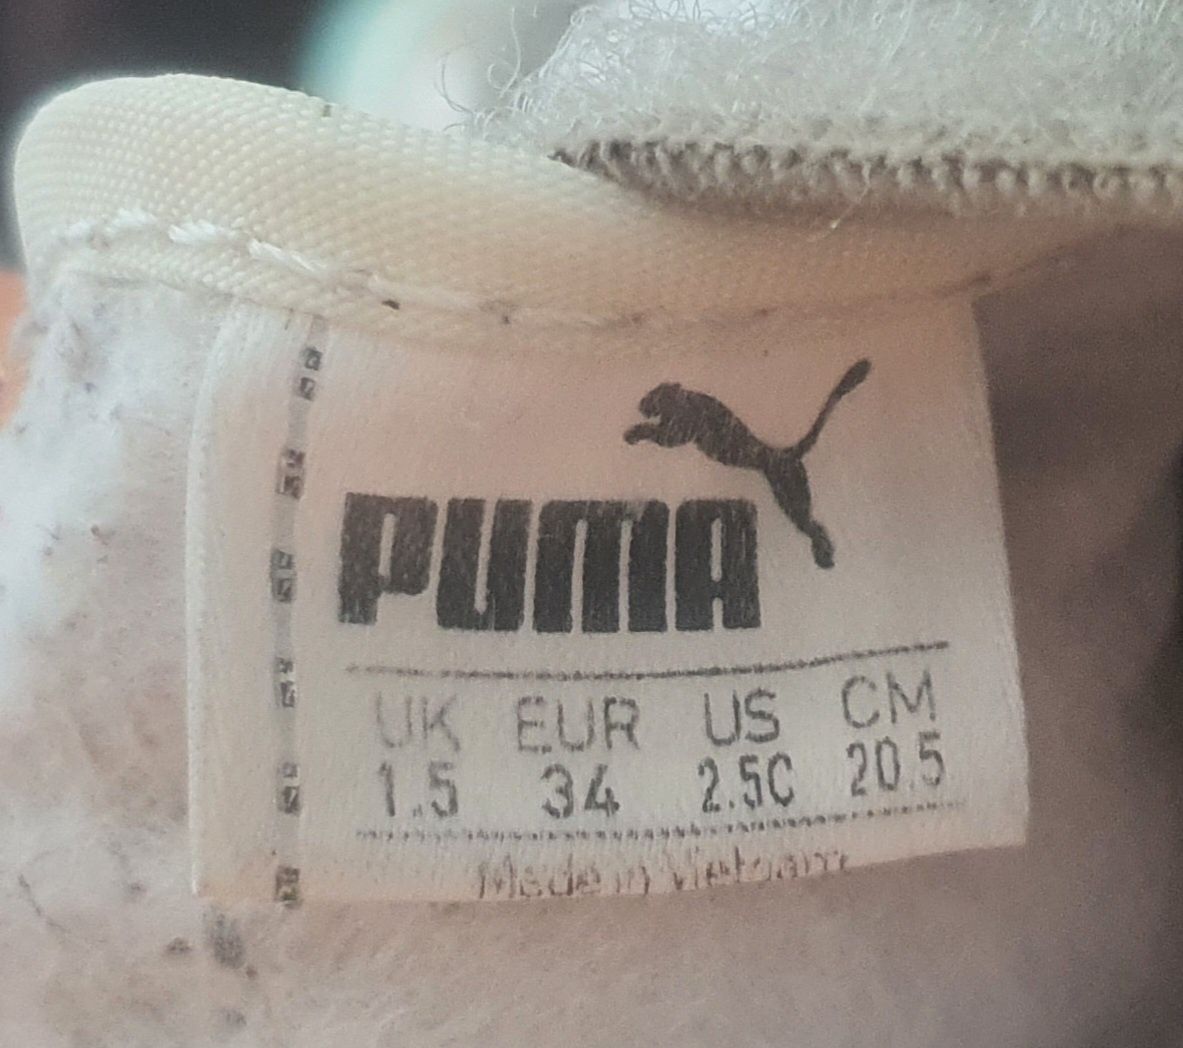 PUMA
UK EUR US CM
1.5 34 2.5C 20.5
Made in Vietnam